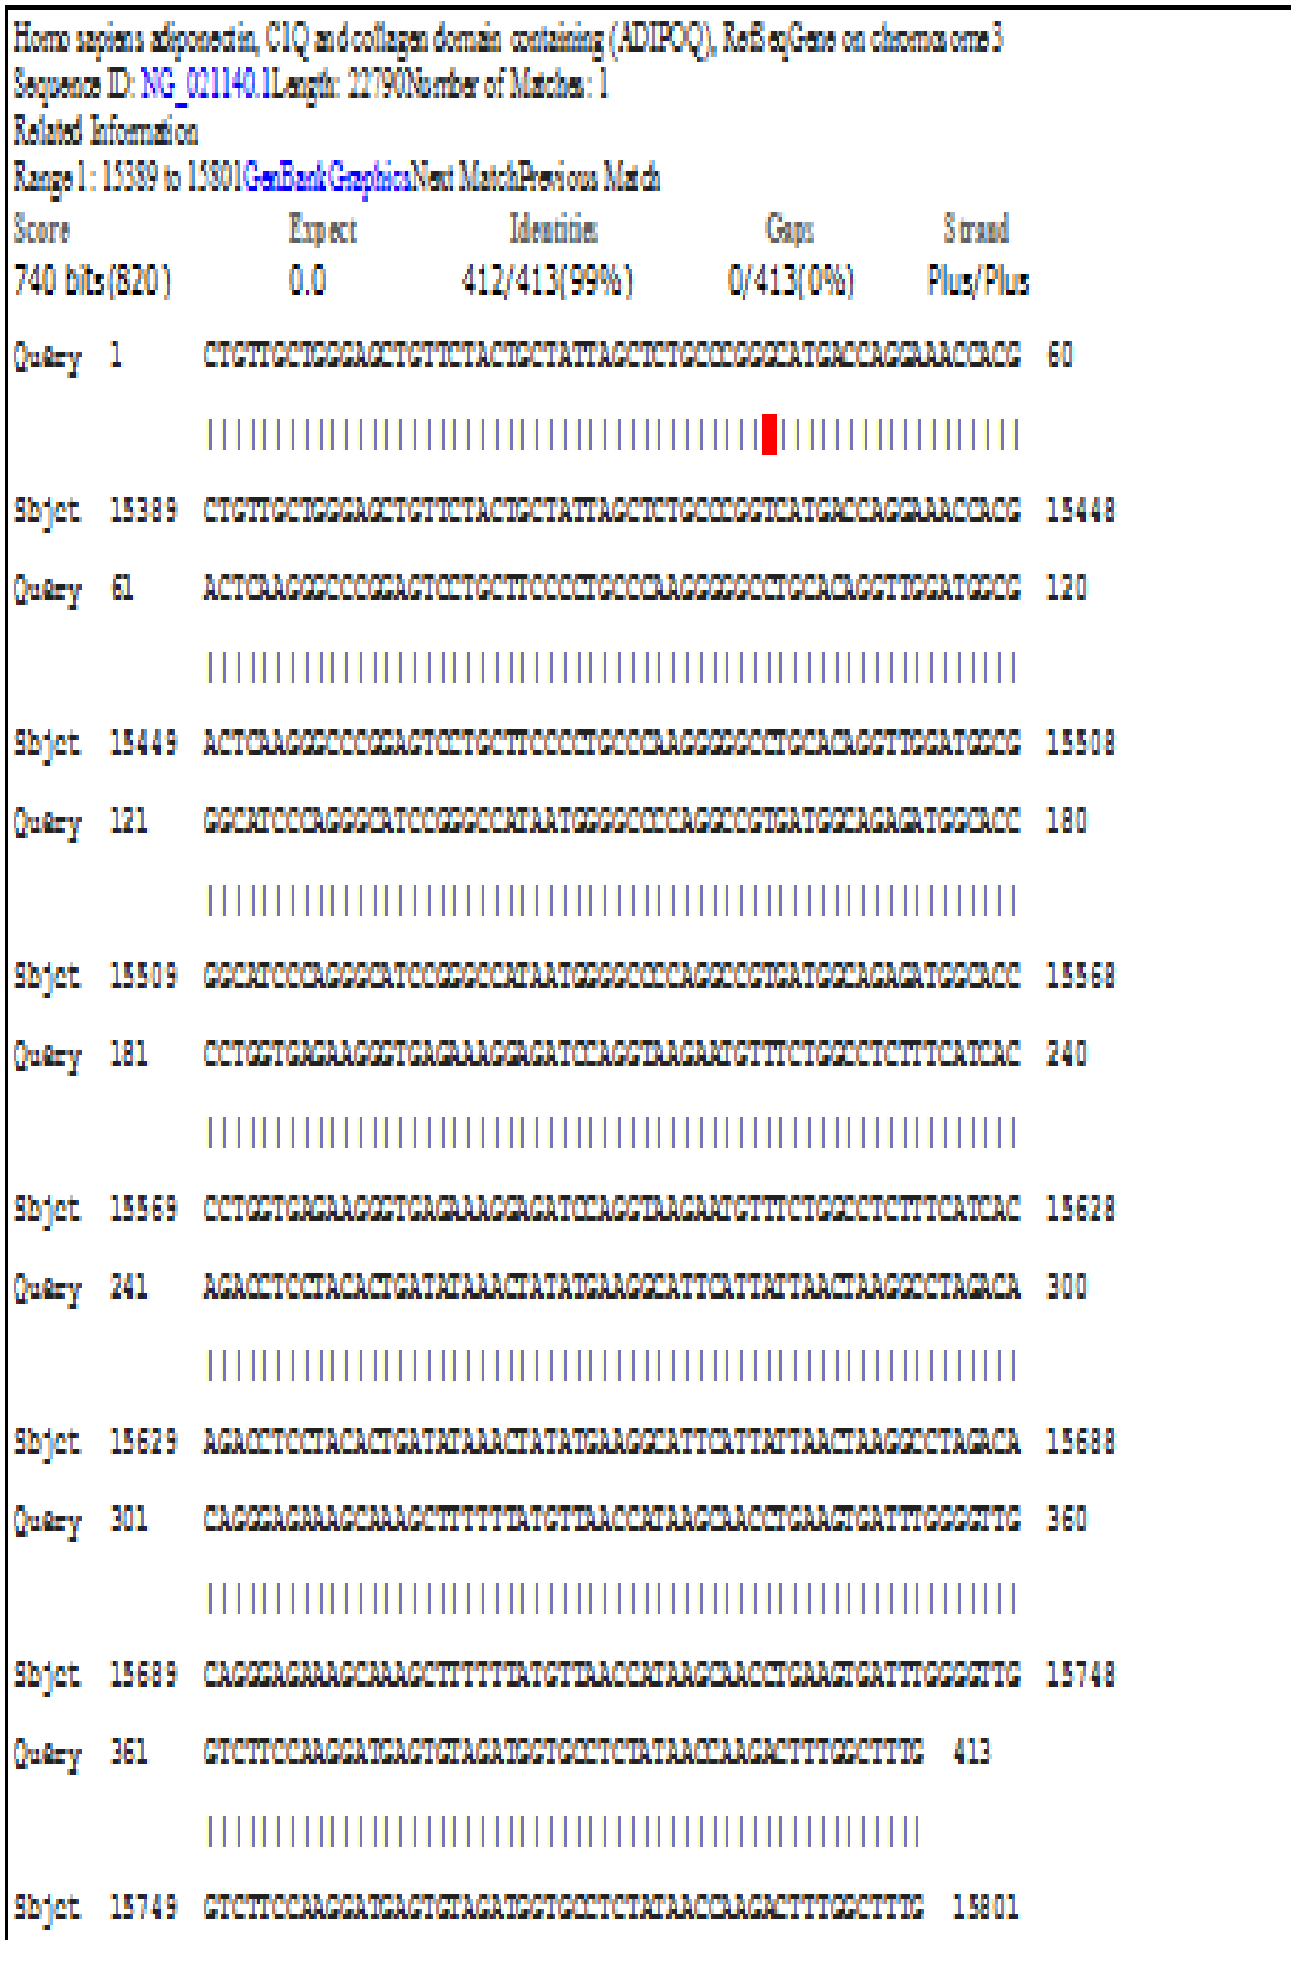 Homo sapiens adiponectin, C1Q and collagen domain containing (ADIPOQ), RefSeqGene on chromosome 3
Sequence ID: NG_021140.1Length: 22790Number of Matches: 1
Related Information
Range 1: 15389 to 15801GenBankGraphicsNext MatchPrevious Match
Score Expect Identities Gaps Strand
740 bits(820) 0.0 412/413(99%) 0/413(0%) Plus/Plus
Query 1 CTGTTGCTGGGAGCTGTTCTACTGCTATTAGCTCTGCCCGGGCATGACCAGGAAACCACG 60
Sbjct 15389 CTGTTGCTGGGAGCTGTTCTACTGCTATTAGCTCTGCCCGGTCATGACCAGGAAACCACG 15448
Query 61 ACTCAAGGGCCCGGAGTCCTGCTTCCCCTGCCCAAGGGGGCCTGCACAGGTTGGATGGCG 120
Sbjct 15449 ACTCAAGGGCCCGGAGTCCTGCTTCCCCTGCCCAAGGGGGCCTGCACAGGTTGGATGGCG 15508
Query 121 GGCATCCCAGGGCATCCGGGCCATAATGGGGCCCCAGGCCGTGATGGCAGAGATGGCACC 180
Sbjct 15509 GGCATCCCAGGGCATCCGGGCCATAATGGGGCCCCAGGCCGTGATGGCAGAGATGGCACC 15568
Query 181 CCTGGTGAGAAGGGTGAGAAAGGAGATCCAGGTAAGAATGTTTCTGGCCTCTTTCATCAC 240
Sbjct 15569 CCTGGTGAGAAGGGTGAGAAAGGAGATCCAGGTAAGAATGTTTCTGGCCTCTTTCATCAC 15628
Query 241 AGACCTCCTACACTGATATAAACTATATGAAGGCATTCATTATTAACTAAGGCCTAGACA 300
Sbjct 15629 AGACCTCCTACACTGATATAAACTATATGAAGGCATTCATTATTAACTAAGGCCTAGACA 15688
Query 301 CAGGGAGAAAGCAAAGCTTTTTTATGTTAACCATAAGCAACCTGAAGTGATTTGGGGTTG 360
Sbjct 15689 CAGGGAGAAAGCAAAGCTTTTTTATGTTAACCATAAGCAACCTGAAGTGATTTGGGGTTG 15748
Query 361 GTCTTCCAAGGATGAGTGTAGATGGTGCCTCTATAACCAAGACTTTGGCTTTG 413
Sbjct 15749 GTCTTCCAAGGATGAGTGTAGATGGTGCCTCTATAACCAAGACTTTGGCTTTG 15801